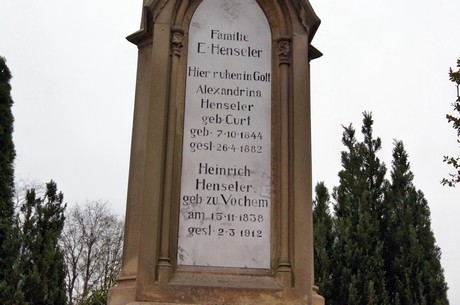 Familie
E·Henseler
Hier ruhen in Gott
Alexandrina
Henseler
geb·Curt
geb·7·10·1844
gest·26·4·1882
Heinrich
Henseler
geb zu Vochem
am 15·11·1838
gest·2·3·1912